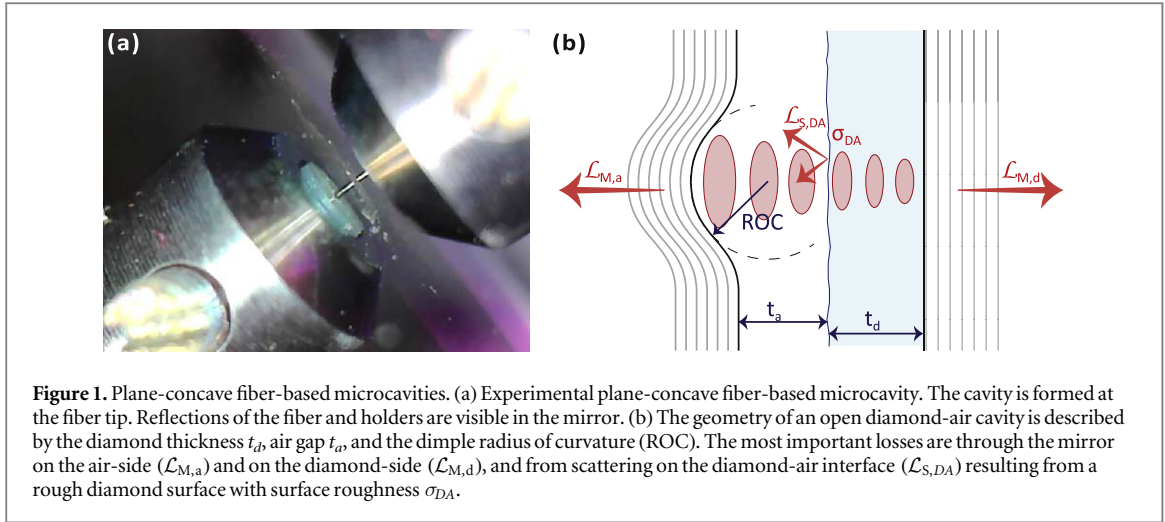 (a)
(b)
ℒS,DA
σDA
ℒM,a
ℒM,d
ROC
ta
td
Figure 1. Plane-concave fiber-based microcavities. (a) Experimental plane-concave fiber-based microcavity. The cavity is formed at
the fiber tip. Reflections of the fiber and holders are visible in the mirror. (b) The geometry of an open diamond-air cavity is described
by the diamond thickness td, air gap ta, and the dimple radius of curvature (ROC). The most important losses are through the mirror
on the air-side (ℒM,a) and on the diamond-side (ℒM,d), and from scattering on the diamond-air interface (ℒS,DA) resulting from a
rough diamond surface with surface roughness σDA.